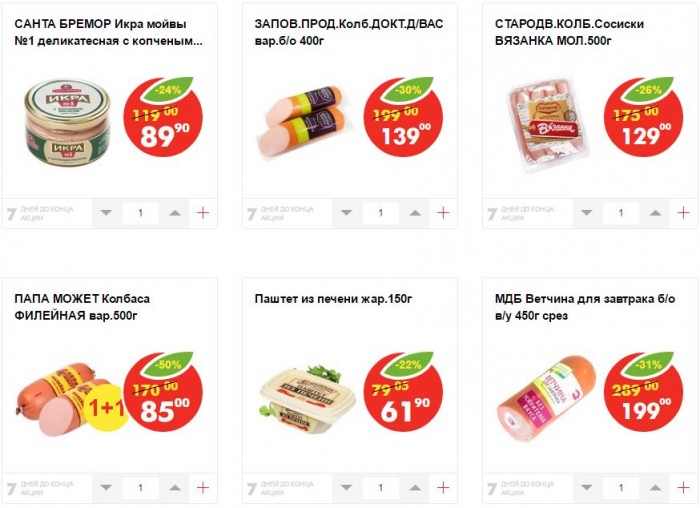 САНТА БРЕМОР Икра мойвы
№1 деликатесная с копченым...
-24%
119 00
89 90
ИКРА
№1
7 ДНЕЙ ДО КОНЦА
АКЦИИ
1
ЗАПОВ.ПРОД.Колб.ДОКТ.Д/ВАС
вар.б/о 400г
-30%
199 00
139 00
7 ДНЕЙ ДО КОНЦА
АКЦИИ
1
СТАРОДВ.КОЛБ.Сосиски
ВЯЗАНКА МОЛ.500г
-26%
175 00
129 00
Вязанка
7 ДНЕЙ ДО КОНЦА
АКЦИИ
1
ПАПА МОЖЕТ Колбаса
ФИЛЕЙНАЯ вар.500г
-50%
170 00
85 00
1+1
7 ДНЕЙ ДО КОНЦА
АКЦИИ
1
Паштет из печени жар.150г
-22%
79 05
61 90
7 ДНЕЙ ДО КОНЦА
АКЦИИ
1
МДБ Ветчина для завтрака б/о
в/у 450г срез
-31%
289 00
199 00
ВЕТЧИНА
7 ДНЕЙ ДО КОНЦА
АКЦИИ
1